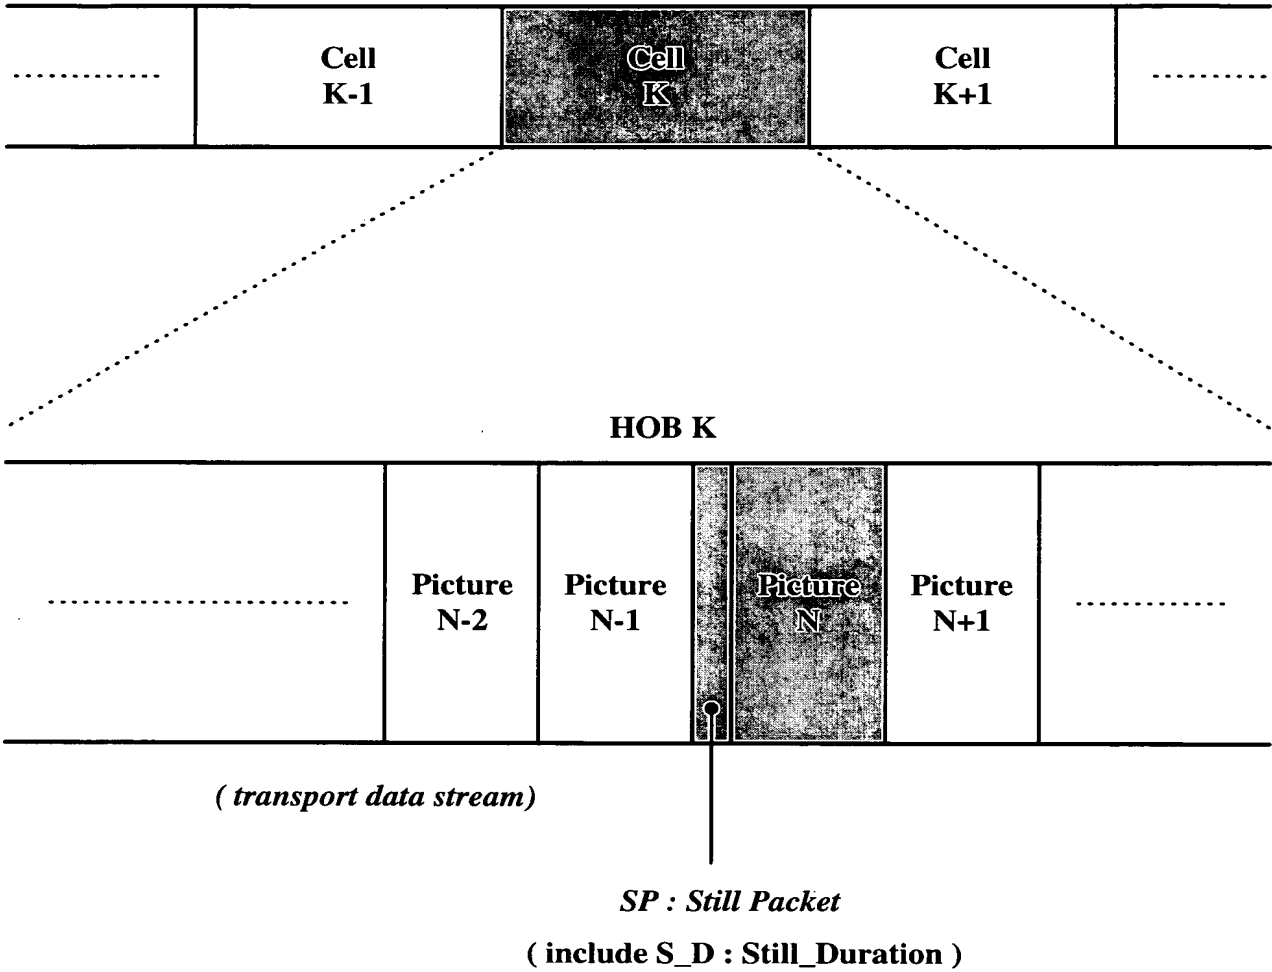 Cell
K-1
Cell
K
Cell
K+1
HOB K
Picture
N-2
Picture
N-1
Picture
N
Picture
N+1
( transport data stream)
SP : Still Packet
( include S_D : Still_Duration )